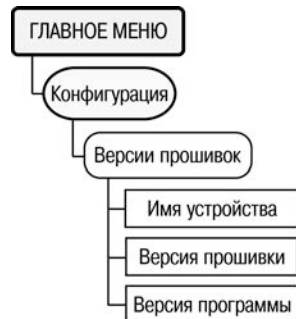 ГЛАВНОЕ МЕНЮ
Конфигурация
Версии прошивок
Имя устройства
Версия прошивки
Версия программы